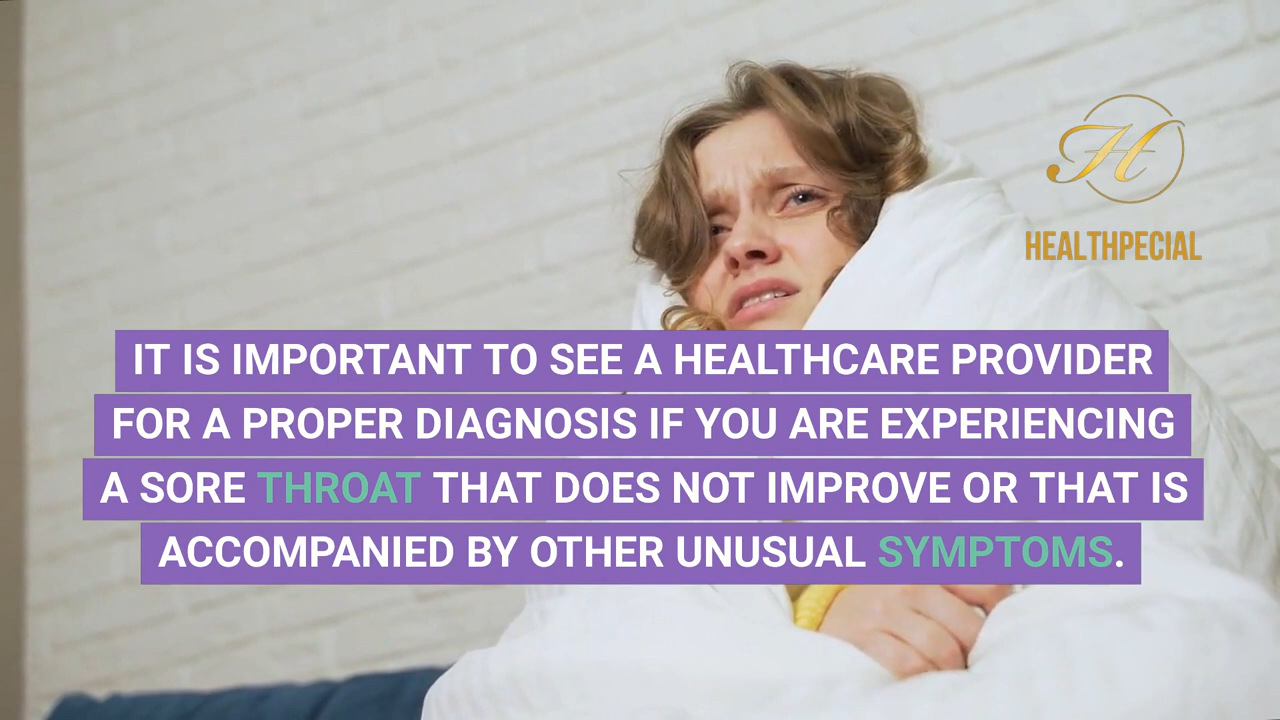 H
HEALTHPECIAL
IT IS IMPORTANT TO SEE A HEALTHCARE PROVIDER
FOR A PROPER DIAGNOSIS IF YOU ARE EXPERIENCING
A SORE THROAT THAT DOES NOT IMPROVE OR THAT IS
ACCOMPANIED BY OTHER UNUSUAL SYMPTOMS.